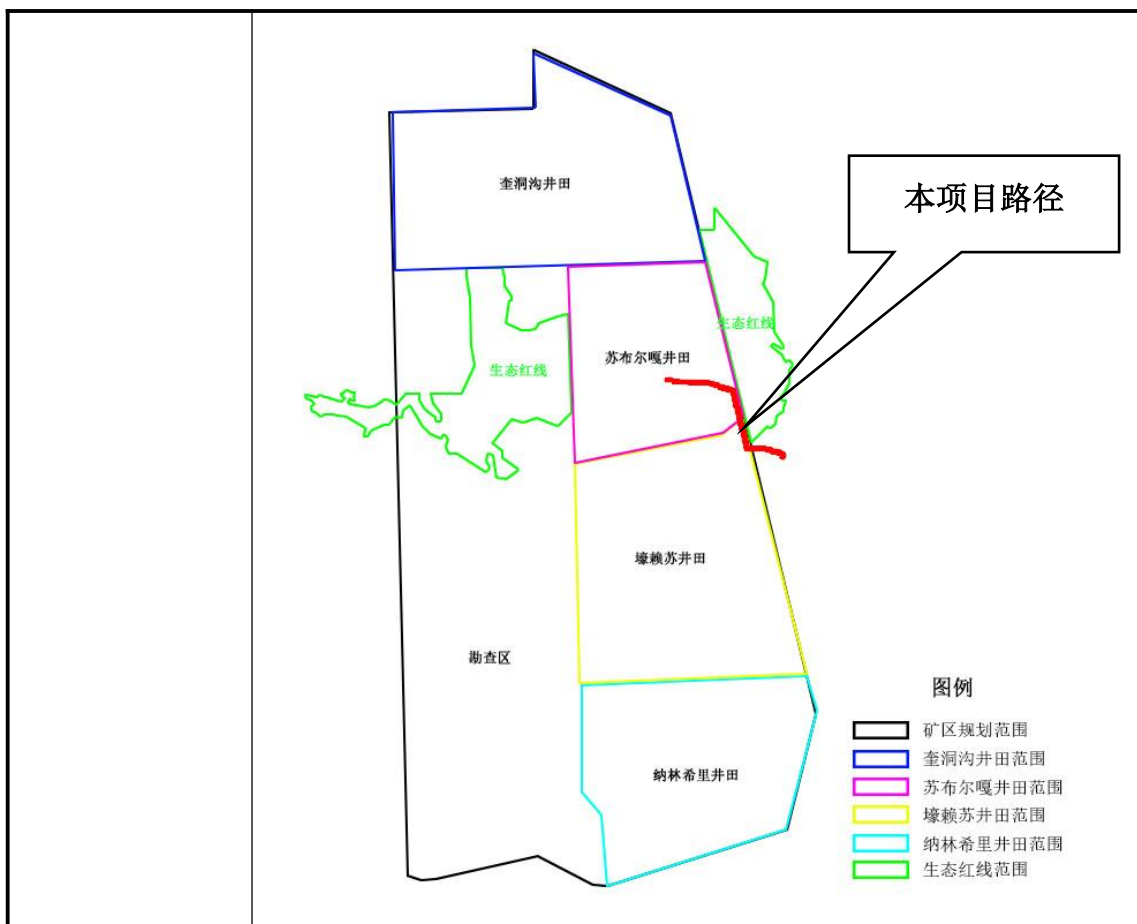 奎洞沟井田
本项目路径
生态红线
苏布尔嘎井田
生态红线
壕赖苏井田
勘查区
纳林希里井田
图例
矿区规划范围
奎洞沟井田范围
苏布尔嘎井田范围
壕赖苏井田范围
纳林希里井田范围
生态红线范围